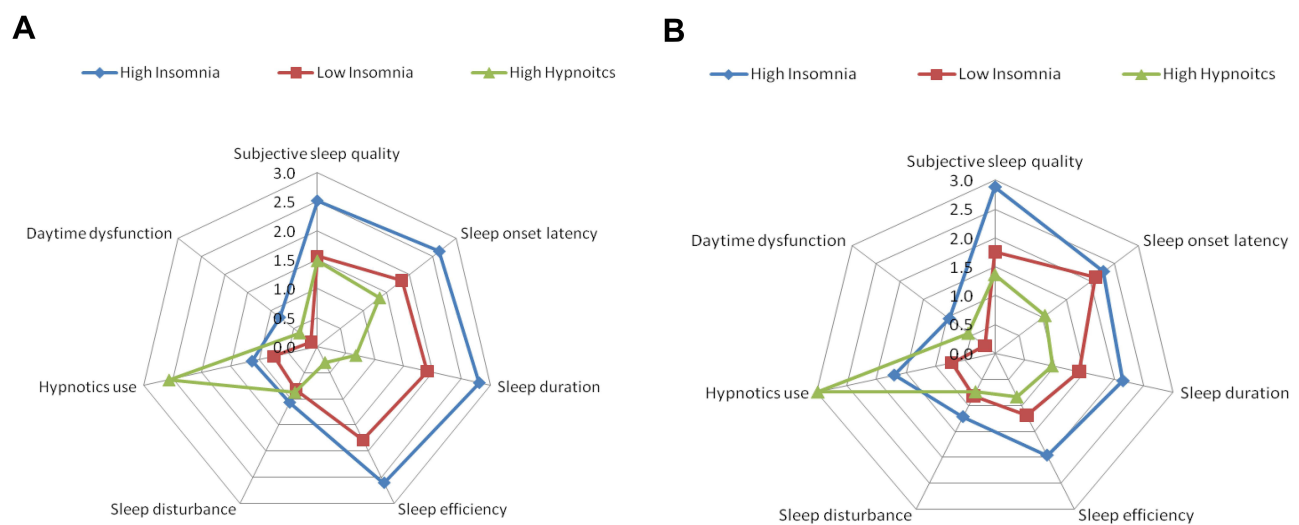 A
High Insomnia Low Insomnia High Hypnoitcs
Subjective sleep quality
3.0
2.5
2.0
1.5
1.0
0.5
0.0
Sleep onset latency
Sleep duration
Sleep efficiency
Sleep disturbance
Hypnotics use
Daytime dysfunction
B
High Insomnia Low Insomnia High Hypnoitcs
Subjective sleep quality
3.0
2.5
2.0
1.5
1.0
0.5
0.0
Sleep onset latency
Sleep duration
Sleep efficiency
Sleep disturbance
Hypnotics use
Daytime dysfunction